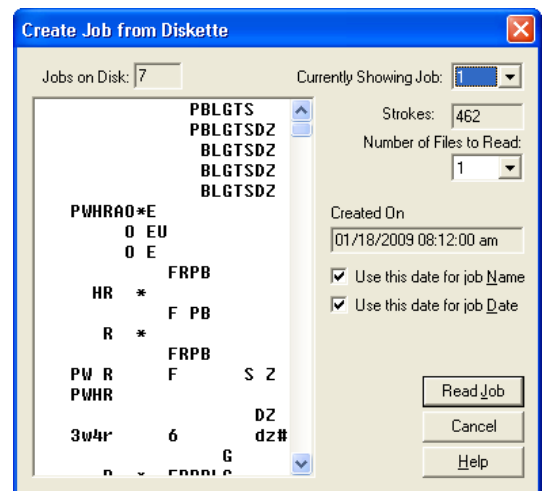 Create Job from Diskette
Jobs on Disk: 7
Currently Showing Job: 1
PBLGTS
PBLGTSDZ
BLGTSDZ
BLGTSDZ
BLGTSDZ
PWHRAO*E
O EU
O E
FRPB
HR *
F PB
R *
FRPB
PW R F S Z
PWHR
DZ
3w4r 6 dz#
G
Strokes: 462
Number of Files to Read:
1
Created On
01/18/2009 08:12:00 am
Use this date for job Name
Use this date for job Date
Read Job
Cancel
Help